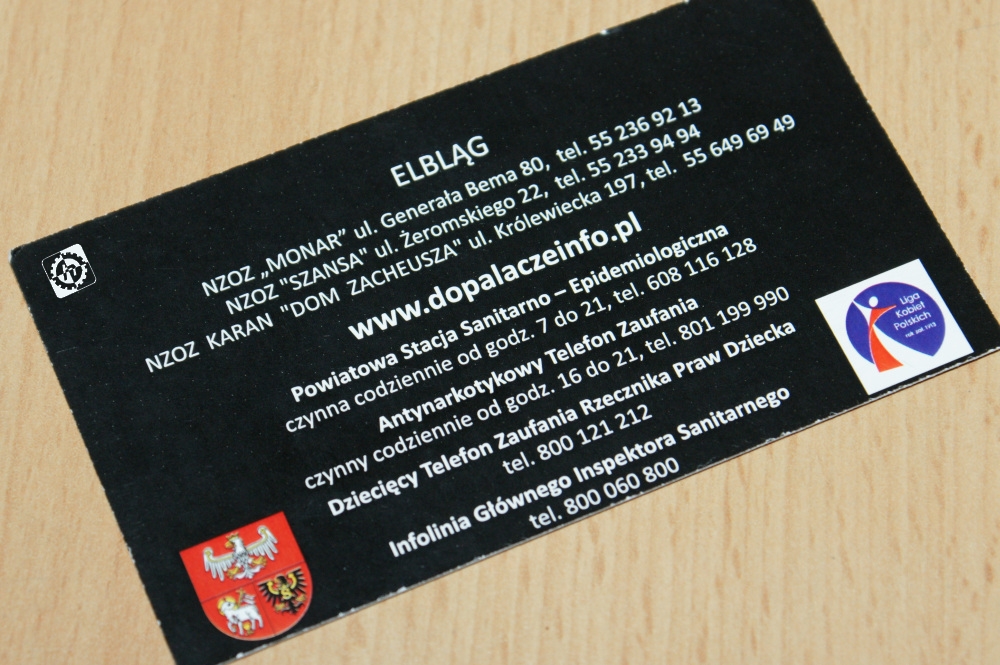 ELBLĄG
NZOZ „MONAR” ul. Generała Bema 80, tel. 55 236 92 13
NZOZ "SZANSA" ul. Żeromskiego 22, tel. 55 233 94 94
NZOZ KARAN "DOM ZACHEUSZA" ul. Królewiecka 197, tel. 55 649 69 49
www.dopalaczeinfo.pl
Powiatowa Stacja Sanitarno – Epidemiologiczna
czynna codziennie od godz. 7 do 21, tel. 608 116 128
Antynarkotykowy Telefon Zaufania
czynny codziennie od godz. 16 do 21, tel. 801 199 990
Dziecięcy Telefon Zaufania Rzecznika Praw Dziecka
tel. 800 121 212
Infolinia Głównego Inspektora Sanitarnego
tel. 800 060 800
Liga
Kobiet
Polskich
rok zał. 1913